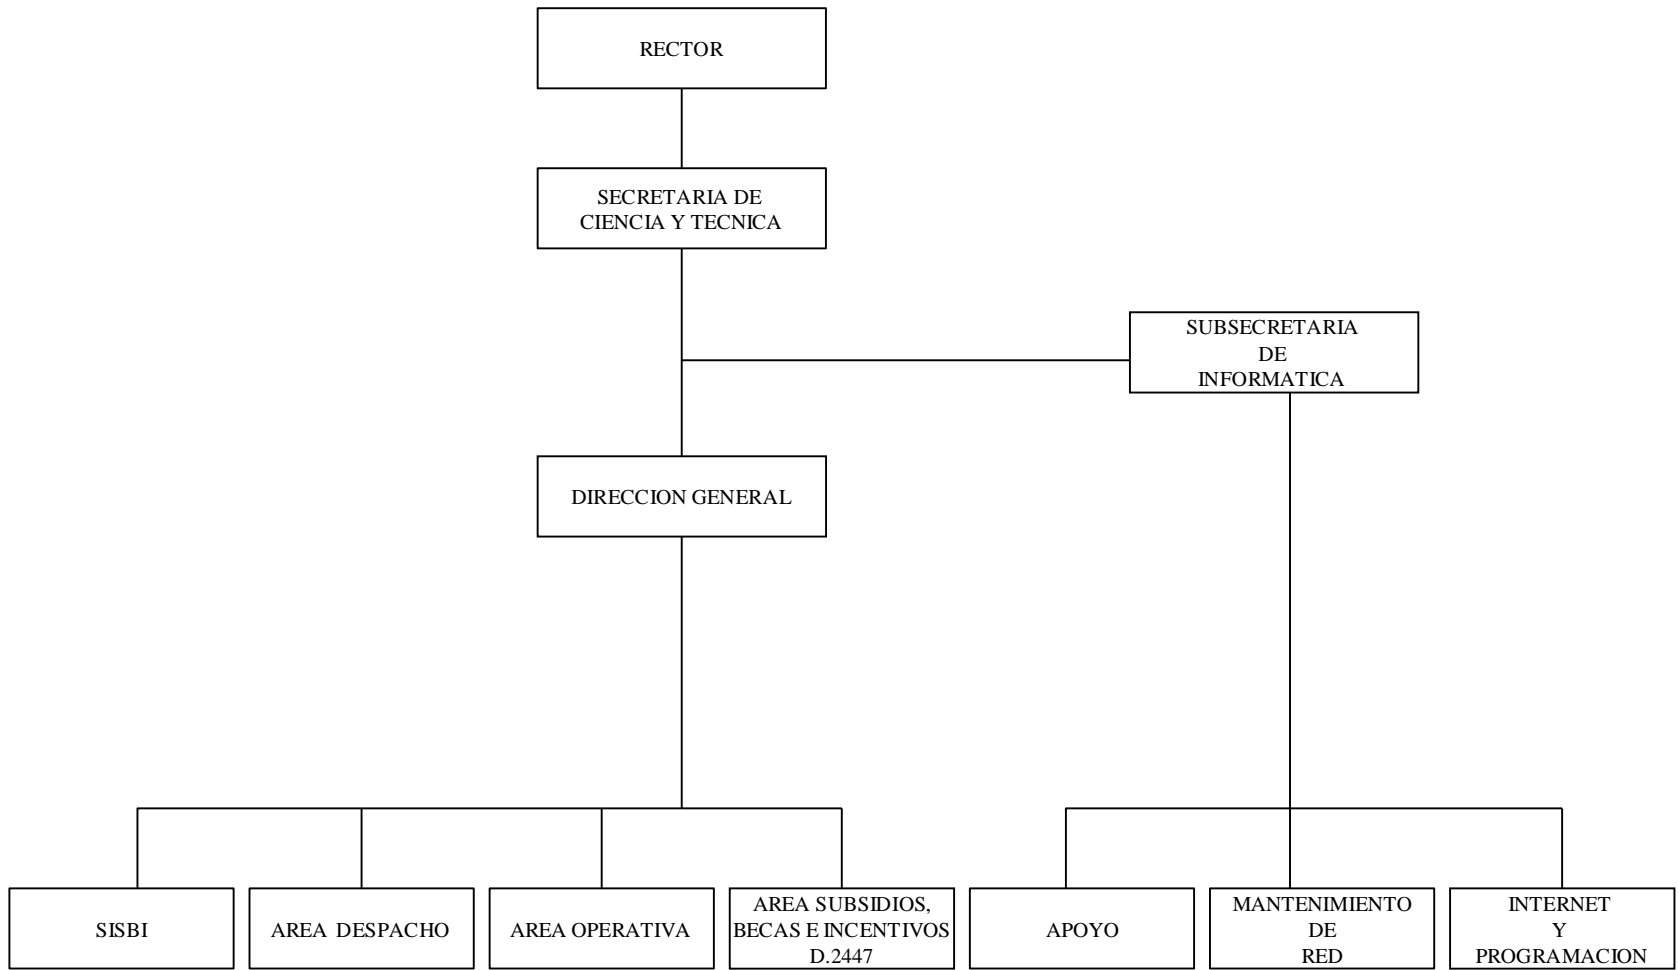 RECTOR
SECRETARIA DE
CIENCIA Y TECNICA
SUBSECRETARIA
DE
INFORMATICA
DIRECCION GENERAL
SISBI
AREA DESPACHO
AREA OPERATIVA
AREA SUBSIDIOS,
BECAS E INCENTIVOS
D.2447
APOYO
MANTENIMIENTO
DE
RED
INTERNET
Y
PROGRAMACION